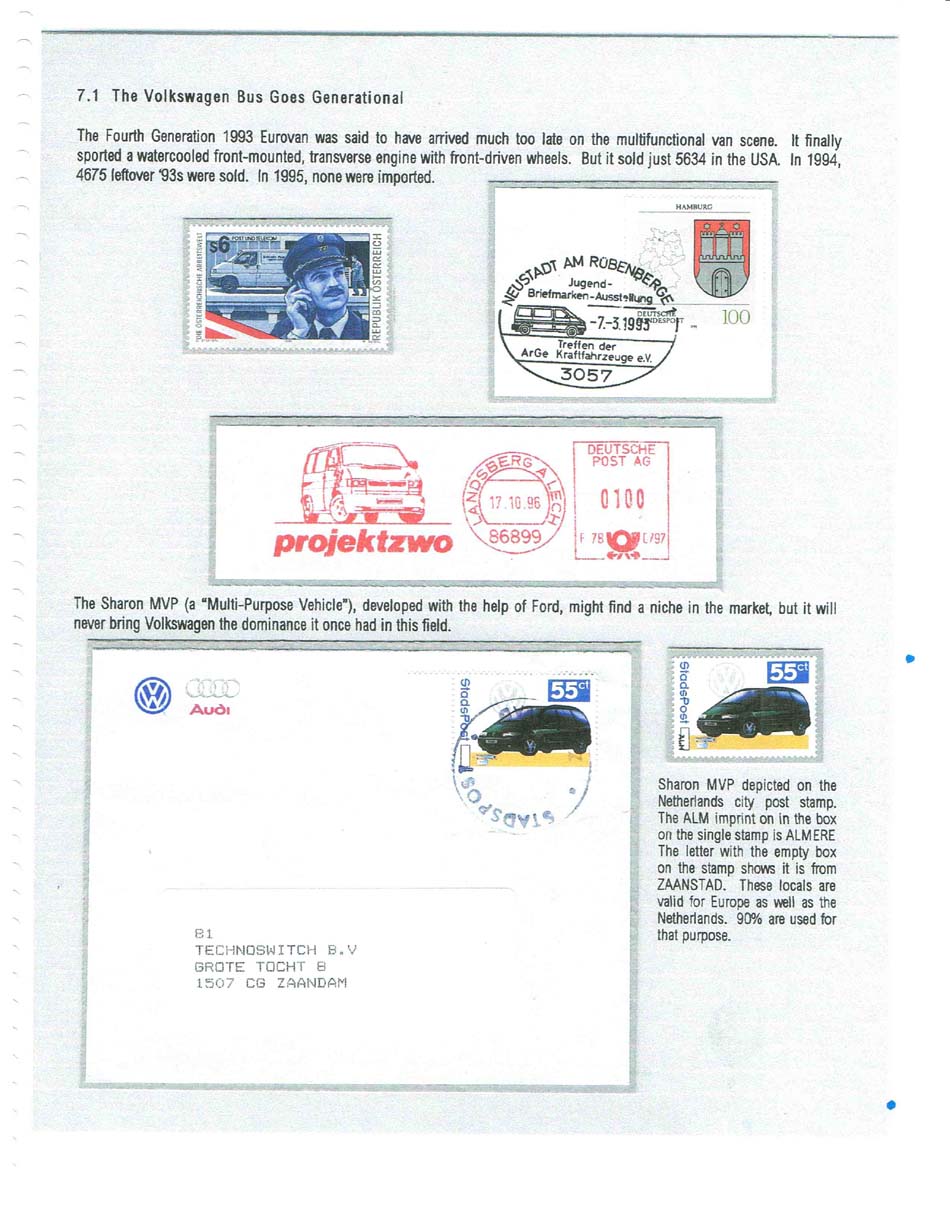 7.1 The Volkswagen Bus Goes Generational
The Fourth Generation 1993 Eurovan was said to have arrived much too late on the multifunctional van scene. It finally
sported a watercooled front-mounted, transverse engine with front-driven wheels. But it sold just 5634 in the USA. In 1994,
4675 leftover '93s were sold. In 1995, none were imported.
s6
POST UND TELEKOM
DIE ÖSTERREICHISCHE ARBEITSWELT
REPUBLIK ÖSTERREICH
HAMBURG
NEUSTADT AM RÜBENBERGE 1
Jugend-
Briefmarken-Ausstellung
-7.-3.1993
DEUTSCHE
BUNDESPOST
100
Treffen der
ArGe Kraftfahrzeuge e.V.
3057
projektzwo
LANDSBERG A LECH
17.10.96
86899
DEUTSCHE
POST AG
0100
F 78
/97
The Sharon MVP (a “Multi-Purpose Vehicle”), developed with the help of Ford, might find a niche in the market, but it will
never bring Volkswagen the dominance it once had in this field.
Audi
55ct
StadsPost
STADSPOS
55ct
StadsPost
ALM
Sharon MVP depicted on the
Netherlands city post stamp.
The ALM imprint on in the box
on the single stamp is ALMERE
The letter with the empty box
on the stamp shows it is from
ZAANSTAD. These locals are
valid for Europe as well as the
Netherlands. 90% are used for
that purpose.
81
TECHNOSWITCH B.V
GROTE TOCHT 8
1507 CG ZAANDAM